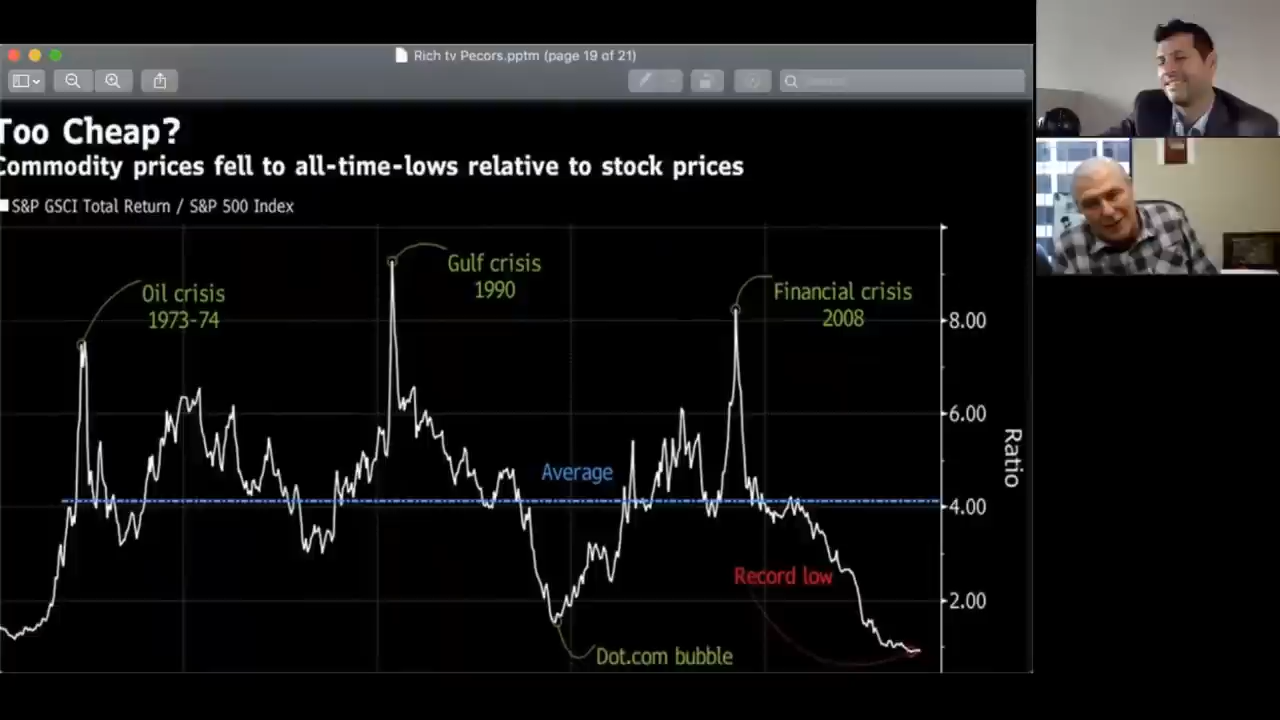 Rich tv Pecors.pptm (page 19 of 21)
Search
Too Cheap?
Commodity prices fell to all-time-lows relative to stock prices
S&P GSCI Total Return / S&P 500 Index
Gulf crisis
1990
Oil crisis
1973-74
Financial crisis
2008
8.00
6.00
Ratio
Average
4.00
Record low
2.00
Dot.com bubble